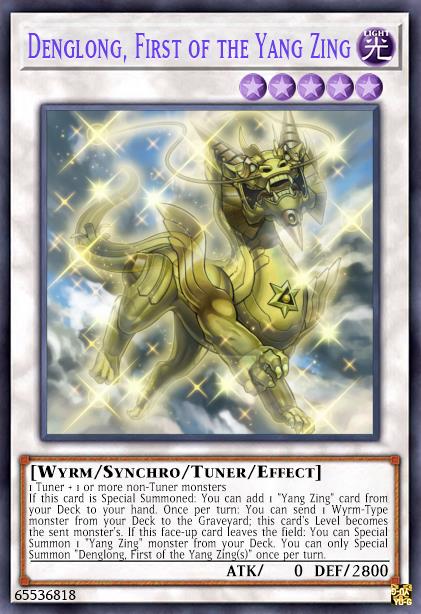 DENGLONG, FIRST OF THE YANG ZING
LIGHT
光
[WYRM/SYNCHRO/TUNER/EFFECT]
1 Tuner + 1 or more non-Tuner monsters
If this card is Special Summoned: You can add 1 "Yang Zing" card from
your Deck to your hand. Once per turn: You can send 1 Wyrm-Type
monster from your Deck to the Graveyard; this card's Level becomes
the sent monster's. If this face-up card leaves the field: You can Special
Summon 1 "Yang Zing" monster from your Deck. You can only Special
Summon "Denglong, First of the Yang Zing(s)" once per turn.
ATK/ 0 DEF/2800
65536818